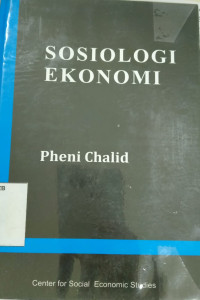 SOSIOLOGI
EKONOMI
Pheni Chalid
Center for Social Economic Studies